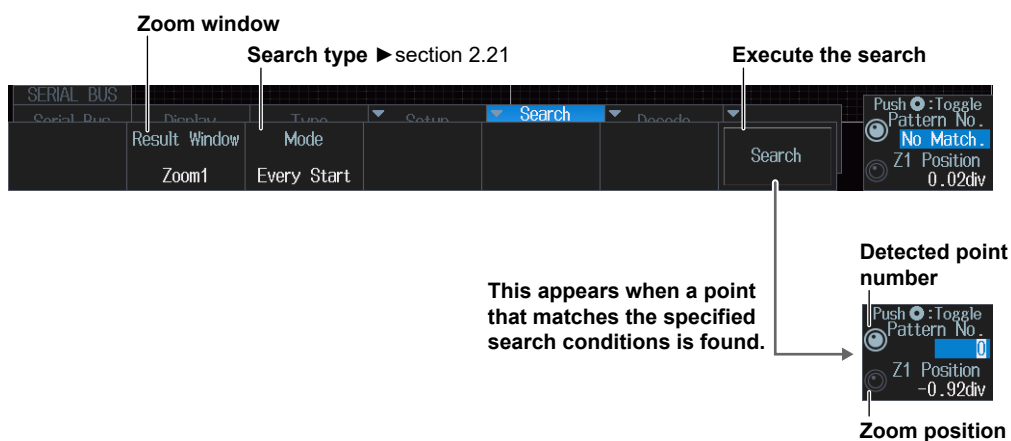 Zoom window
Search type ►section 2.21
Execute the search
SERIAL BUS
Serial Bus
Display
Type
Setup
Search
Decode
Result Window
Zoom1
Mode
Every Start
Search
Push :Toggle
Pattern No.
No Match.
Z1 Position
0.02div
Detected point
number
This appears when a point
that matches the specified
search conditions is found.
Push :Toggle
Pattern No.
0
Z1 Position
-0.92div
Zoom position